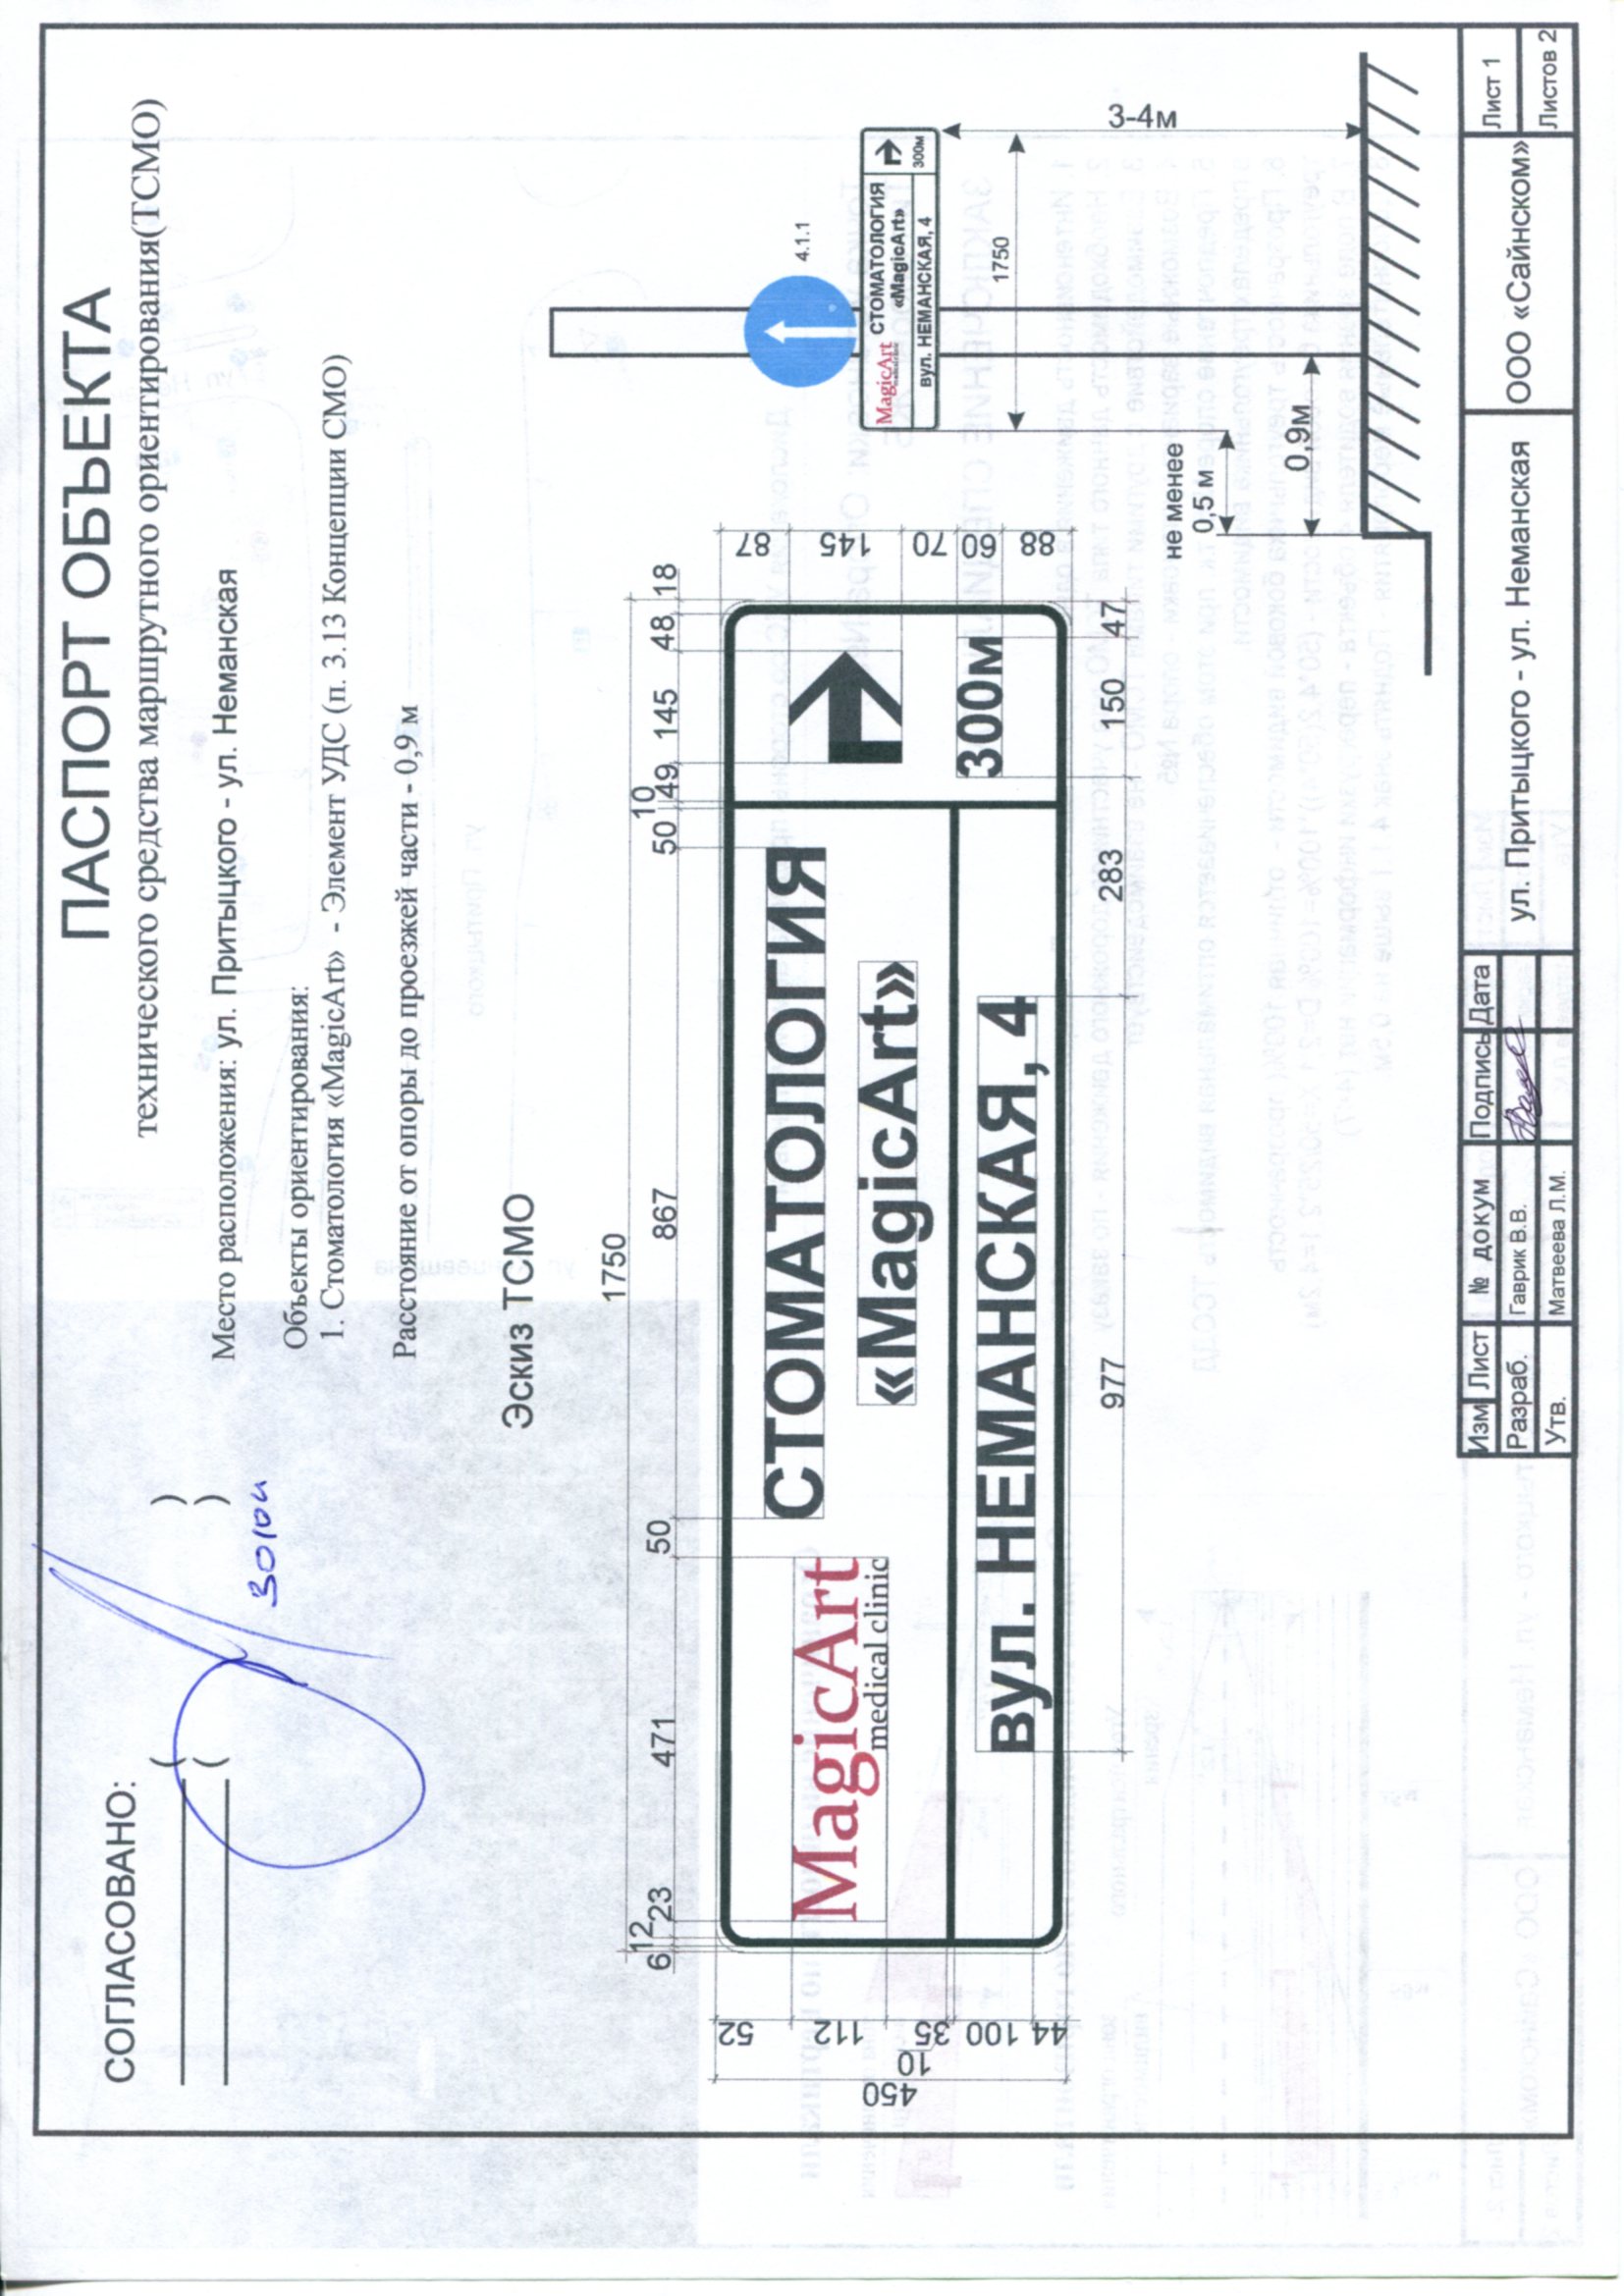 СОГЛАСОВАНО:
( )
( )
ПАСПОРТ ОБЪЕКТА
технического средства маршрутного ориентирования(ТСМО)
Место расположения: ул. Притыцкого - ул. Неманская
Объекты ориентирования:
1. Стоматология «MagicArt» - Элемент УДС (п. 3.13 Концепции СМО)
Расстояние от опоры до проезжей части - 0,9 м
Эскиз ТСМО
1750
6 12 23 471 50 867 50 10 49 145 48 18
MagicArt
medical clinic
СТОМАТОЛОГИЯ
«MagicArt»
вул. НЕМАНСКАЯ, 4
300м
52
112
35
10
100
44
450
87
145
70
60
88
977 283 150 47
4.1.1
MagicArt
СТОМАТОЛОГИЯ
«MagicArt»
вул. НЕМАНСКАЯ, 4
300м
1750
3-4м
не менее
0,5 м
0,9м
Изм Лист № докум Подпись Дата
Разраб. Гаврик В.В.
Утв. Матвеева Л.М.
ул. Притыцкого - ул. Неманская
ООО «Сайнском»
Лист 1
Листов 2